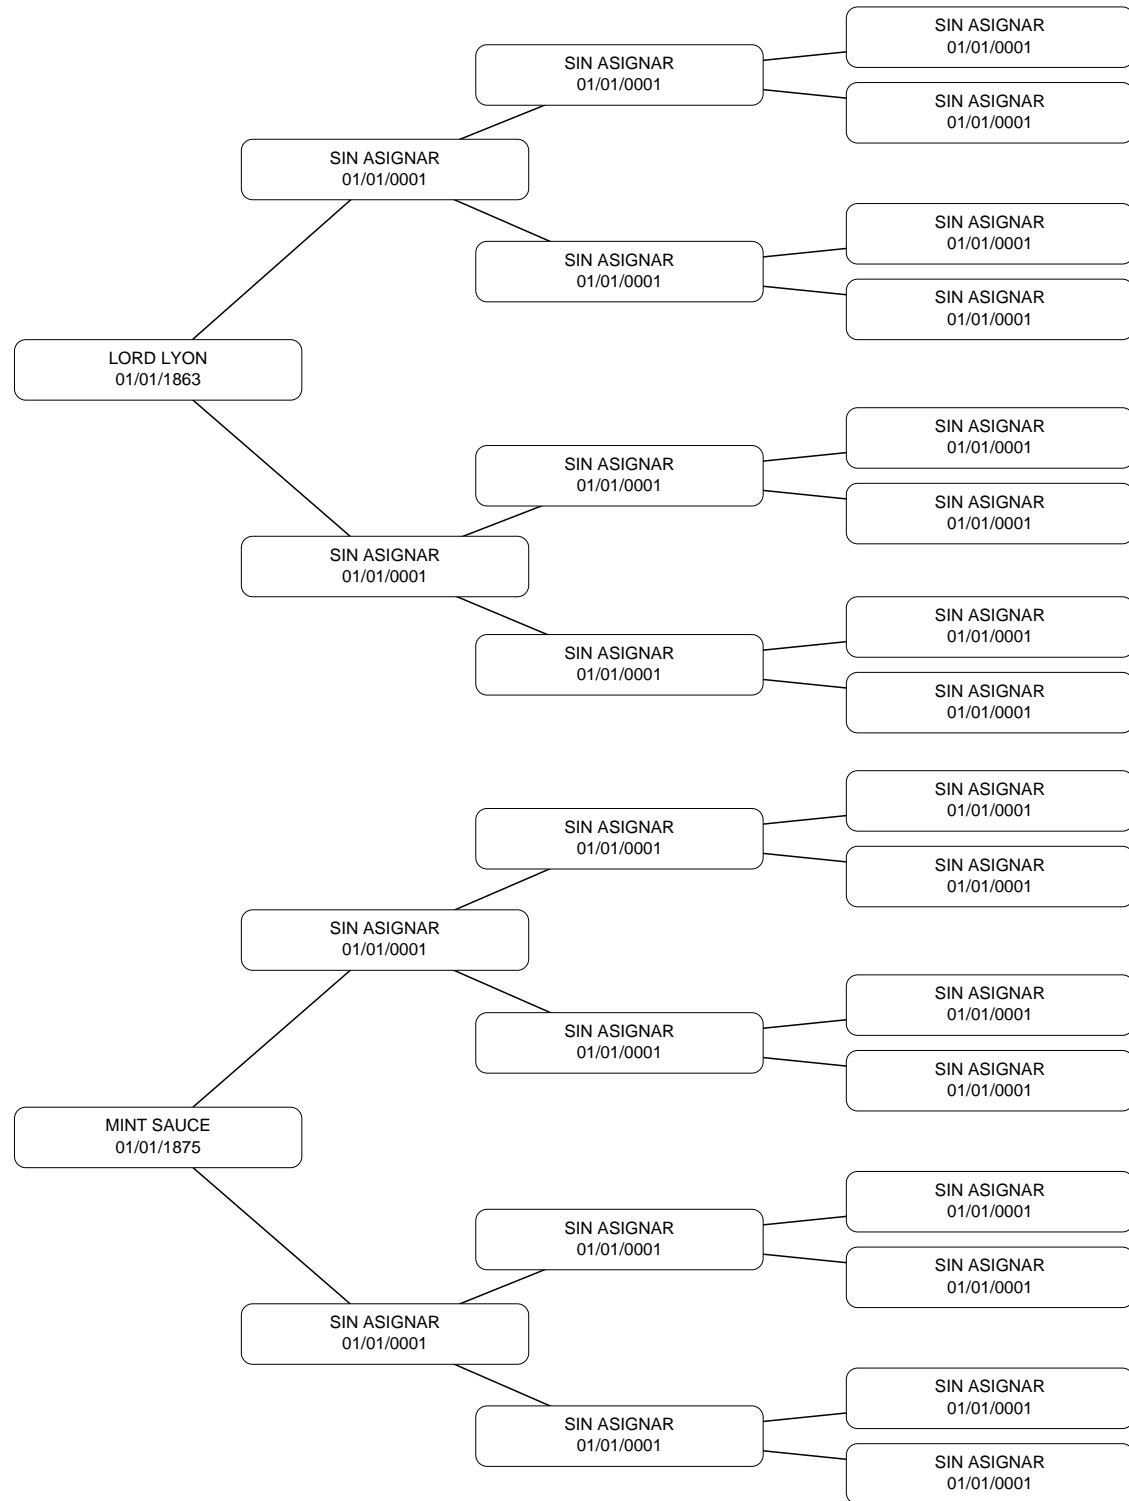 SIN ASIGNAR
01/01/0001
SIN ASIGNAR
01/01/0001
SIN ASIGNAR
01/01/0001
SIN ASIGNAR
01/01/0001
SIN ASIGNAR
01/01/0001
SIN ASIGNAR
01/01/0001
SIN ASIGNAR
01/01/0001
LORD LYON
01/01/1863
SIN ASIGNAR
01/01/0001
SIN ASIGNAR
01/01/0001
SIN ASIGNAR
01/01/0001
SIN ASIGNAR
01/01/0001
SIN ASIGNAR
01/01/0001
SIN ASIGNAR
01/01/0001
SIN ASIGNAR
01/01/0001
SIN ASIGNAR
01/01/0001
SIN ASIGNAR
01/01/0001
SIN ASIGNAR
01/01/0001
SIN ASIGNAR
01/01/0001
SIN ASIGNAR
01/01/0001
SIN ASIGNAR
01/01/0001
SIN ASIGNAR
01/01/0001
MINT SAUCE
01/01/1875
SIN ASIGNAR
01/01/0001
SIN ASIGNAR
01/01/0001
SIN ASIGNAR
01/01/0001
SIN ASIGNAR
01/01/0001
SIN ASIGNAR
01/01/0001
SIN ASIGNAR
01/01/0001
SIN ASIGNAR
01/01/0001